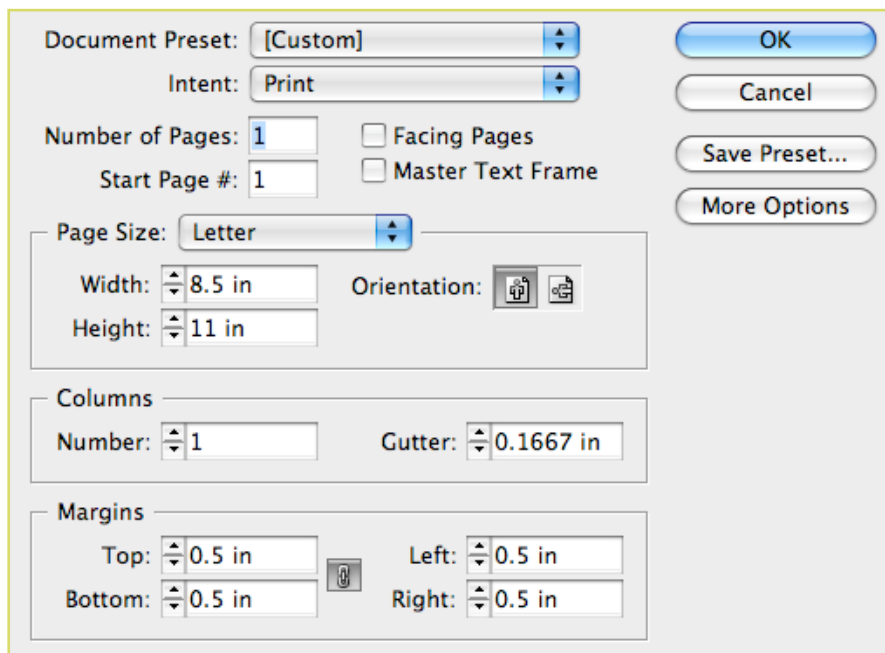 Document Preset: [Custom]
OK
Intent: Print
Cancel
Number of Pages: 1
Facing Pages
Save Preset...
Start Page #: 1
Master Text Frame
More Options
Page Size: Letter
Width: 8.5 in
Orientation:
Height: 11 in
Columns
Number: 1
Gutter: 0.1667 in
Margins
Top: 0.5 in
Left: 0.5 in
Bottom: 0.5 in
Right: 0.5 in